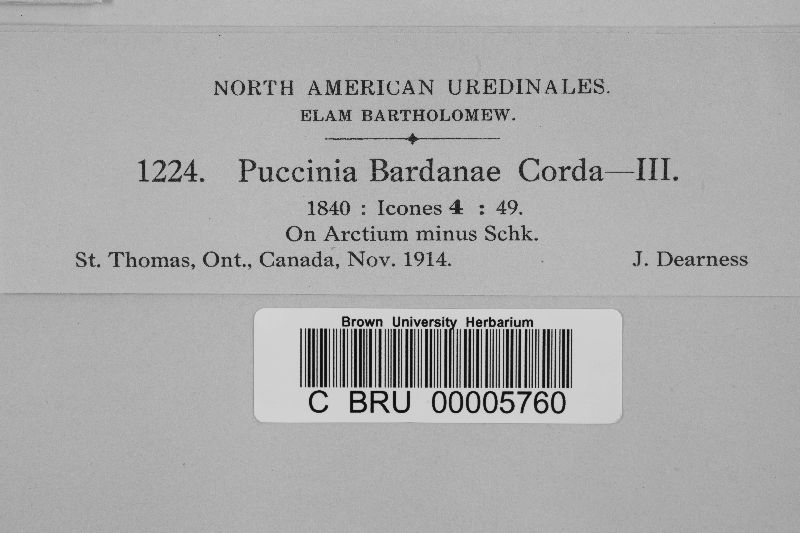 NORTH AMERICAN UREDINALES.
ELAM BARTHOLOMEW.
1224. Puccinia Bardanae Corda—III.
1840 : Icones 4 : 49.
On Arctium minus Schk.
St. Thomas, Ont., Canada, Nov. 1914. J. Dearness
Brown University Herbarium
C BRU 00005760